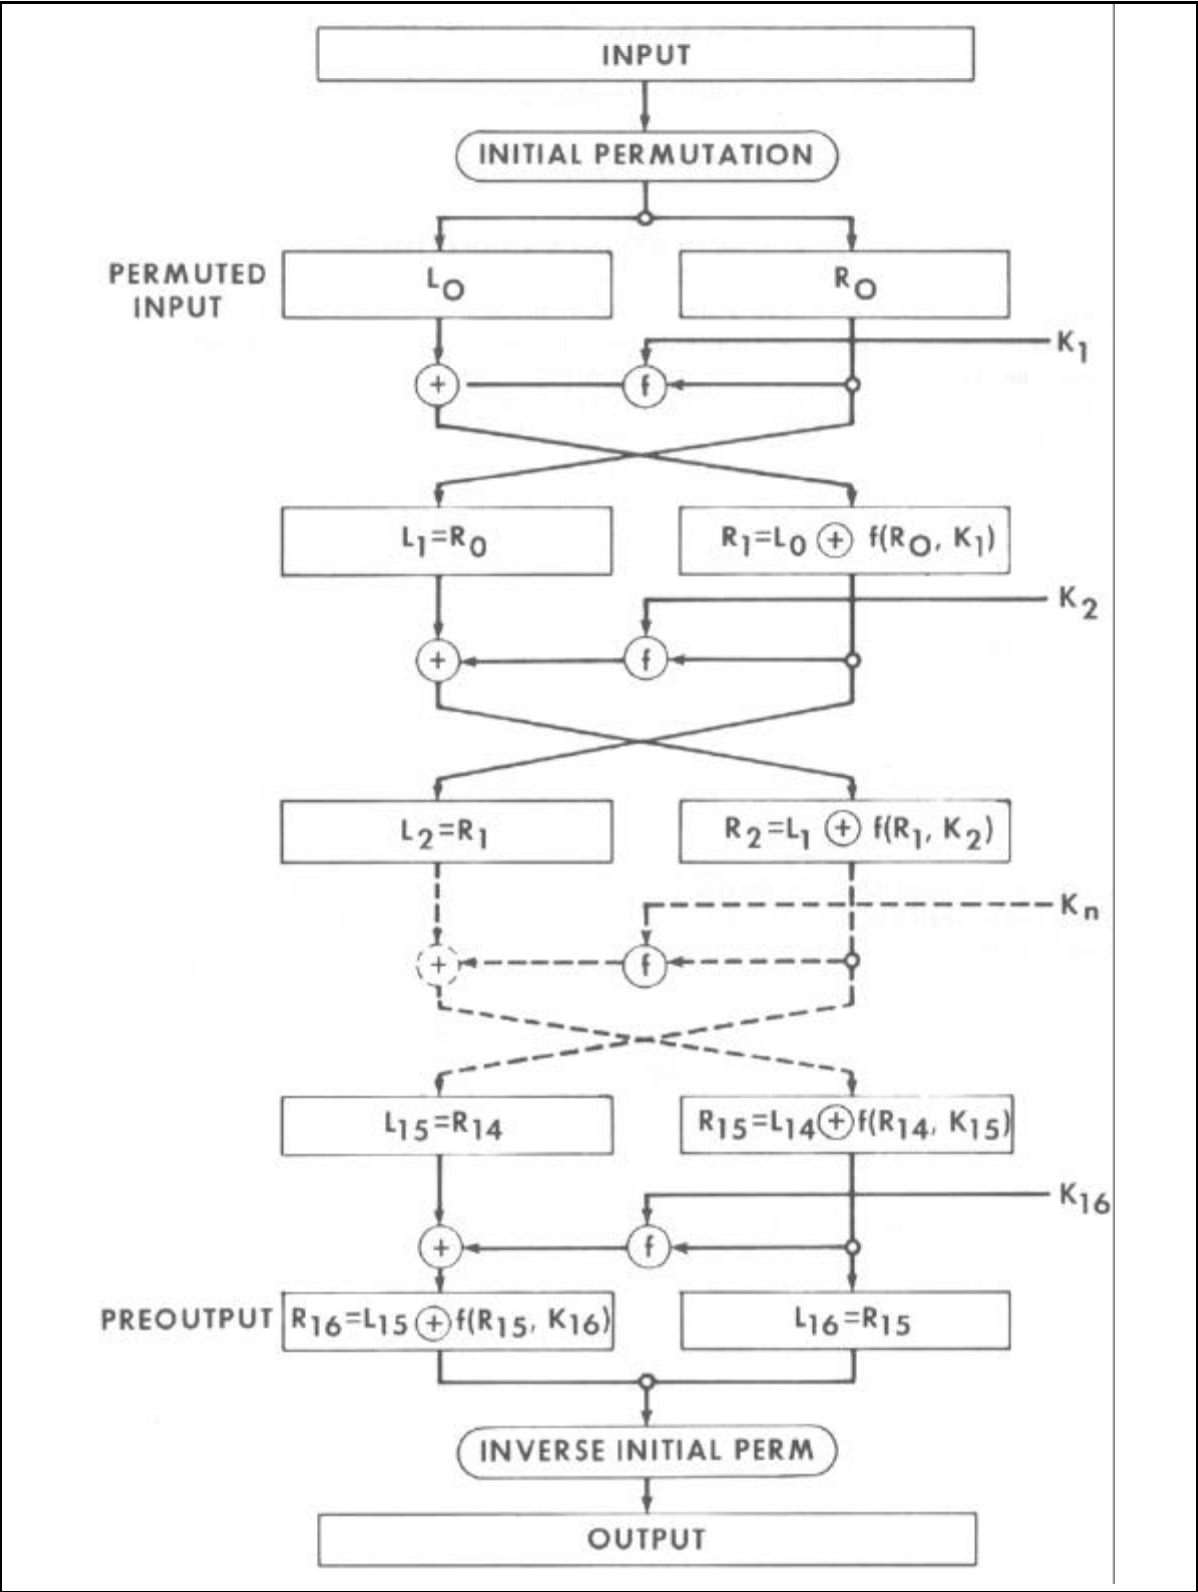 INPUT
INITIAL PERMUTATION
PERMUTED
INPUT
L0
R0
K1
+
f
L1=R0
R1=L0 + f(R0, K1)
K2
+
f
L2=R1
R2=L1 + f(R1, K2)
Kn
+
f
L15=R14
R15=L14 + f(R14, K15)
K16
+
f
PREOUTPUT
R16=L15 + f(R15, K16)
L16=R15
INVERSE INITIAL PERM
OUTPUT